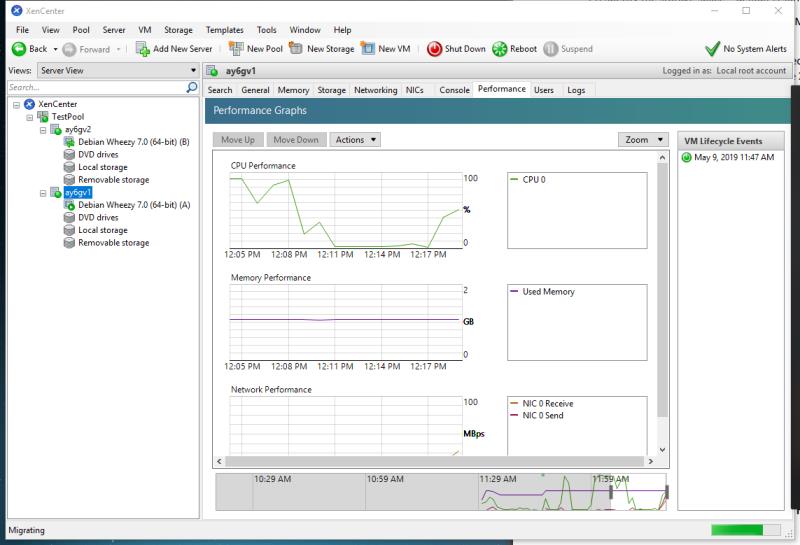 XenCenter
File View Pool Server VM Storage Templates Tools Window Help
Back Forward Add New Server New Pool New Storage New VM Shut Down Reboot Suspend No System Alerts
Views: Server View ay6gv1 Logged in as: Local root account
Search... Search General Memory Storage Networking NICs Console Performance Users Logs
XenCenter
TestPool
ay6gv2
Debian Wheezy 7.0 (64-bit) (B)
DVD drives
Local storage
Removable storage
ay6gv1
Debian Wheezy 7.0 (64-bit) (A)
DVD drives
Local storage
Removable storage
Performance Graphs
Move Up Move Down Actions Zoom
CPU Performance
100
%
0
12:05 PM 12:08 PM 12:11 PM 12:14 PM 12:17 PM
CPU 0
Memory Performance
2
GB
0
12:05 PM 12:08 PM 12:11 PM 12:14 PM 12:17 PM
Used Memory
Network Performance
100
MBps
NIC 0 Receive
NIC 0 Send
10:29 AM 10:59 AM 11:29 AM 11:59 AM
VM Lifecycle Events
May 9, 2019 11:47 AM
Migrating